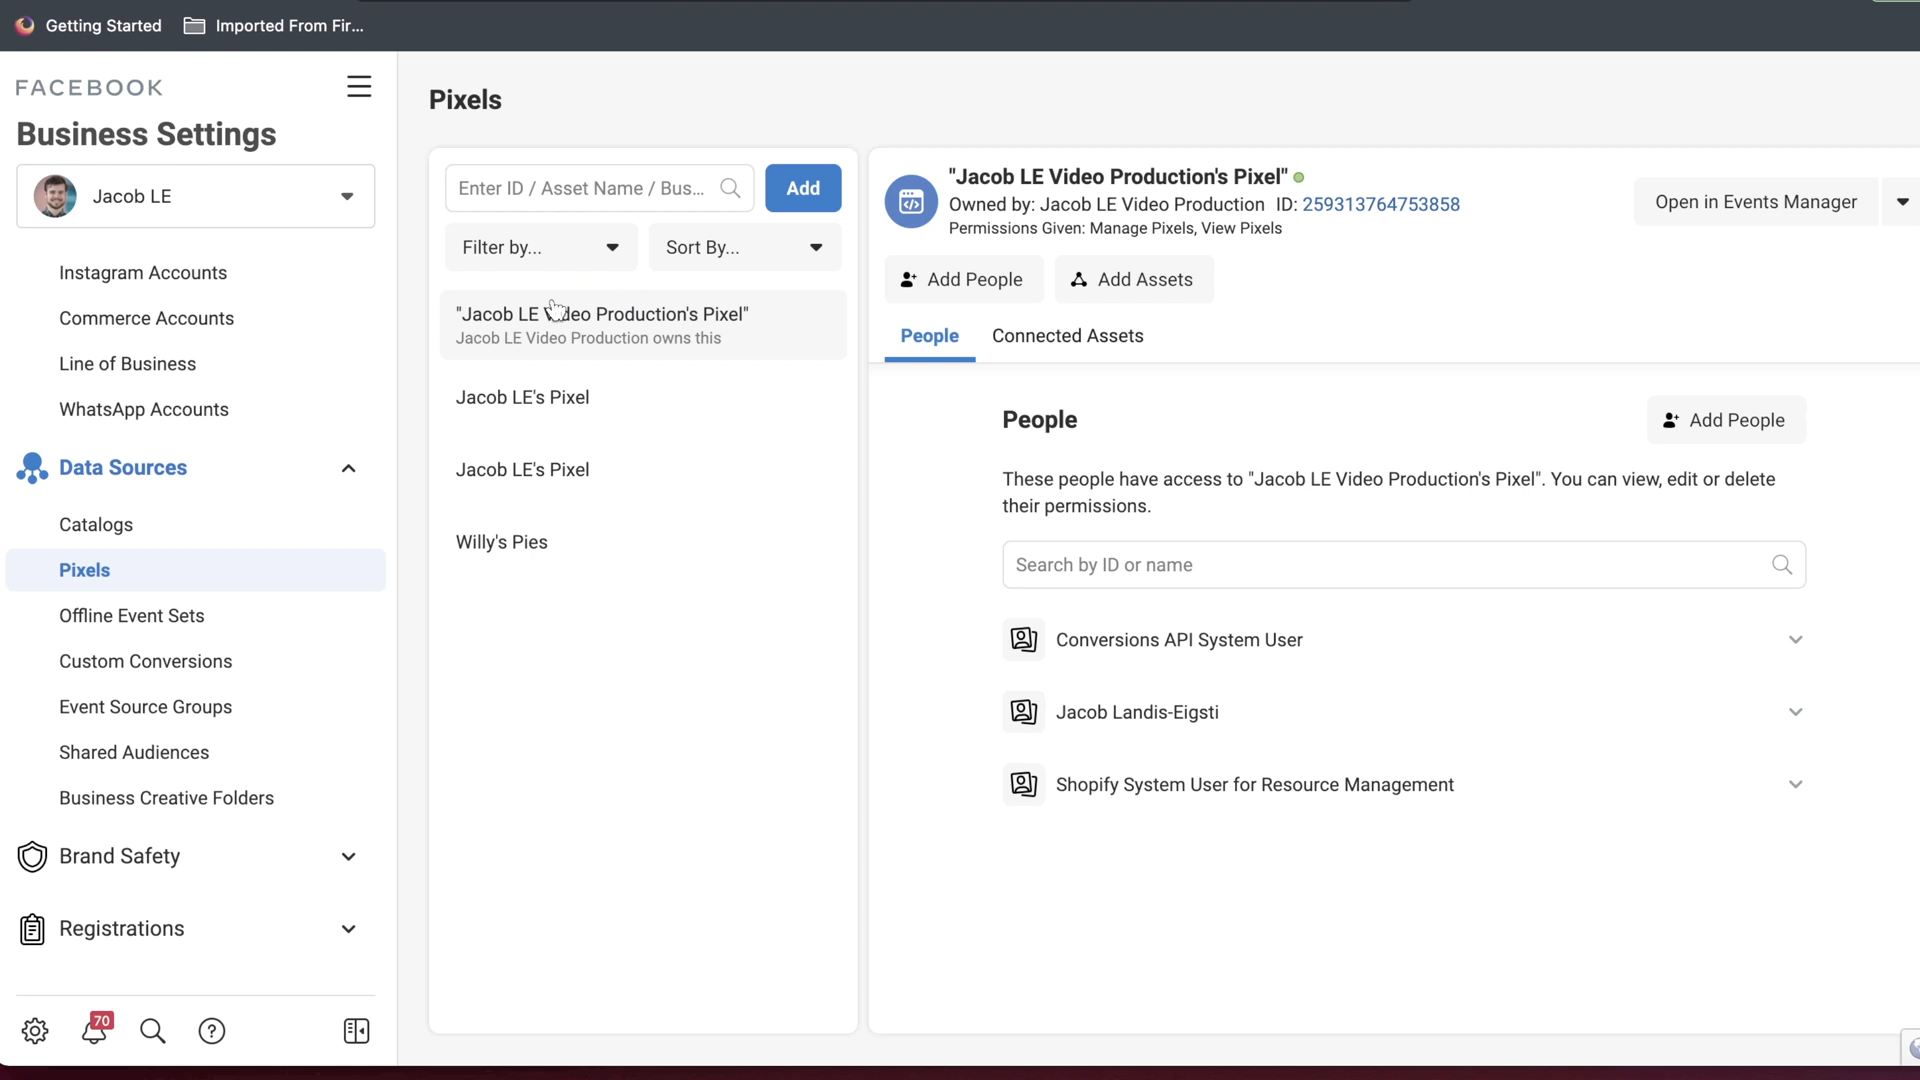 Getting Started
Imported From Fir...
FACEBOOK
Business Settings
Jacob LE
Instagram Accounts
Commerce Accounts
Line of Business
WhatsApp Accounts
Data Sources
Catalogs
Pixels
Offline Event Sets
Custom Conversions
Event Source Groups
Shared Audiences
Business Creative Folders
Brand Safety
Registrations
70
Pixels
Enter ID / Asset Name / Bus...
Add
Filter by...
Sort By...
"Jacob LE Video Production's Pixel"
Jacob LE Video Production owns this
Jacob LE's Pixel
Jacob LE's Pixel
Willy's Pies
"Jacob LE Video Production's Pixel"
Owned by: Jacob LE Video Production ID: 259313764753858
Permissions Given: Manage Pixels, View Pixels
Open in Events Manager
Add People
Add Assets
People
Connected Assets
People
Add People
These people have access to "Jacob LE Video Production's Pixel". You can view, edit or delete
their permissions.
Search by ID or name
Conversions API System User
Jacob Landis-Eigsti
Shopify System User for Resource Management